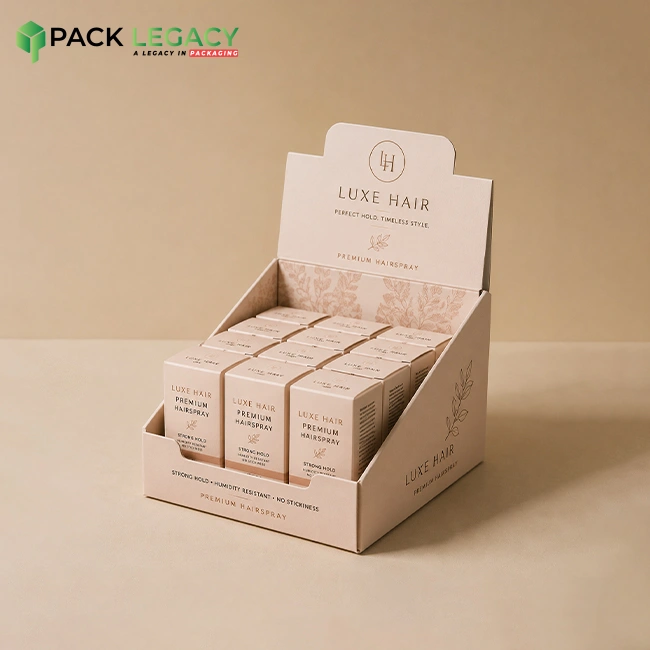 PACK LEGACY
A LEGACY IN PACKAGING
LH
LUXE HAIR
PERFECT HOLD. TIMELESS STYLE.
PREMIUM HAIRSPRAY
LUXE HAIR
PREMIUM
HAIRSPRAY
STRONG HOLD
LUXE HAIR
PREMIUM
HAIRSPRAY
STRONG HOLD
LUXE HAIR
PREMIUM
HAIRSPRAY
STRONG HOLD
STRONG HOLD • HUMIDITY RESISTANT • NO STICKINESS
PREMIUM HAIRSPRAY
LUXE HAIR
PREMIUM HAIRSPRAY